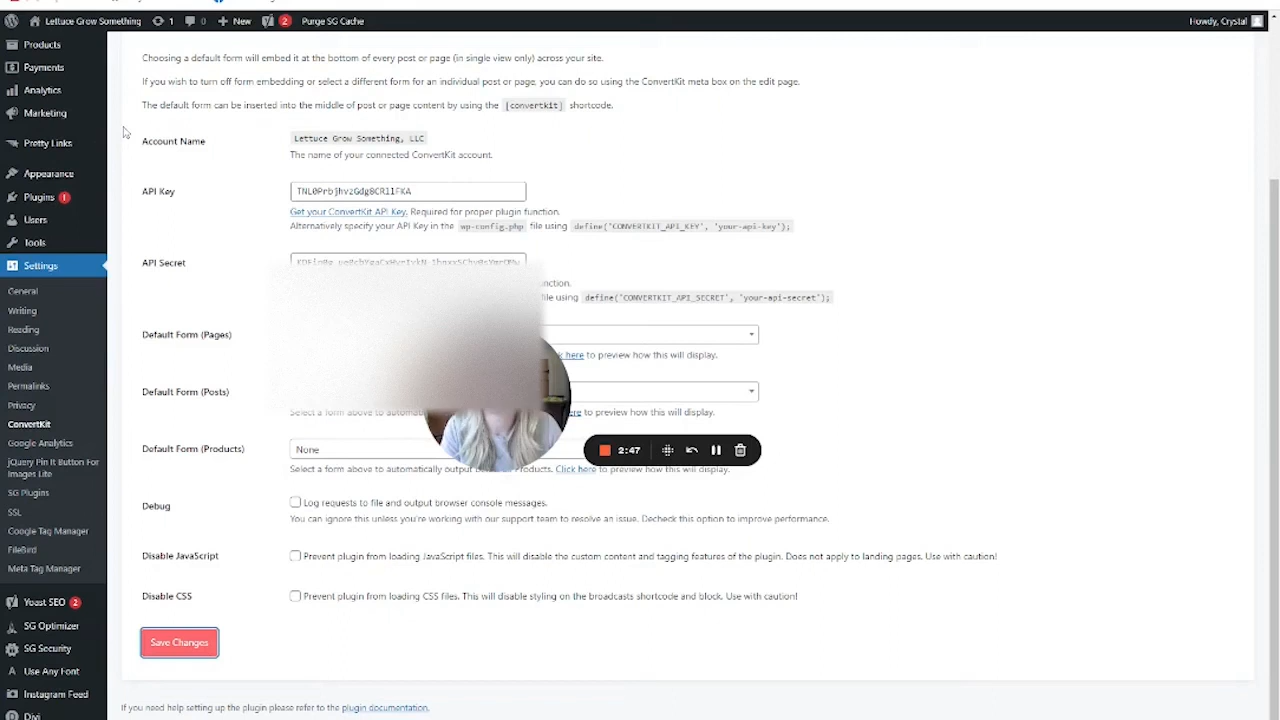 Lettuce Grow Something 1 0 New 2 Purge SG Cache Howdy, Crystal
Products
Payments
Analytics
Marketing
Pretty Links
Appearance
Plugins 1
Users
Tools
Settings
General
Writing
Reading
Discussion
Media
Permalinks
Privacy
ConvertKit
Google Analytics
jQuery Pin It Button For
Images Lite
SG Plugins
SSL
Google Tag Manager
FileBird
Meta Tag Manager
Yoast SEO 2
SG Optimizer
SG Security
Use Any Font
Instagram Feed
Divi
Choosing a default form will embed it at the bottom of every post or page (in single view only) across your site.
If you wish to turn off form embedding or select a different form for an individual post or page, you can do so using the ConvertKit meta box on the edit page.
The default form can be inserted into the middle of post or page content by using the [convertkit] shortcode.
Account Name
Lettuce Grow Something, LLC
The name of your connected ConvertKit account.
API Key
Get your ConvertKit API Key. Required for proper plugin function.
Alternatively specify your API Key in the wp-config.php file using define('CONVERTKIT_API_KEY', 'your-api-key');
API Secret
nction.
file using define('CONVERTKIT_API_SECRET', 'your-api-secret');
Default Form (Pages)
here to preview how this will display.
Default Form (Posts)
Select a form above to automa
to preview how this will display.
Default Form (Products)
None
2:47
Select a form above to automatically output Products. Click here to preview how this will display.
Debug
Log requests to file and output browser console messages.
You can ignore this unless you're working with our support team to resolve an issue. Decheck this option to improve performance.
Disable JavaScript
Prevent plugin from loading JavaScript files. This will disable the custom content and tagging features of the plugin. Does not apply to landing pages. Use with caution!
Disable CSS
Prevent plugin from loading CSS files. This will disable styling on the broadcasts shortcode and block. Use with caution!
Save Changes
If you need help setting up the plugin please refer to the plugin documentation.